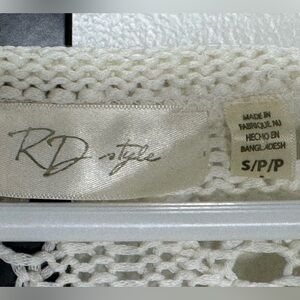 RD style
MADE IN
FABRIQUE AU
HECHO EN
BANGLADESH
S/P/P